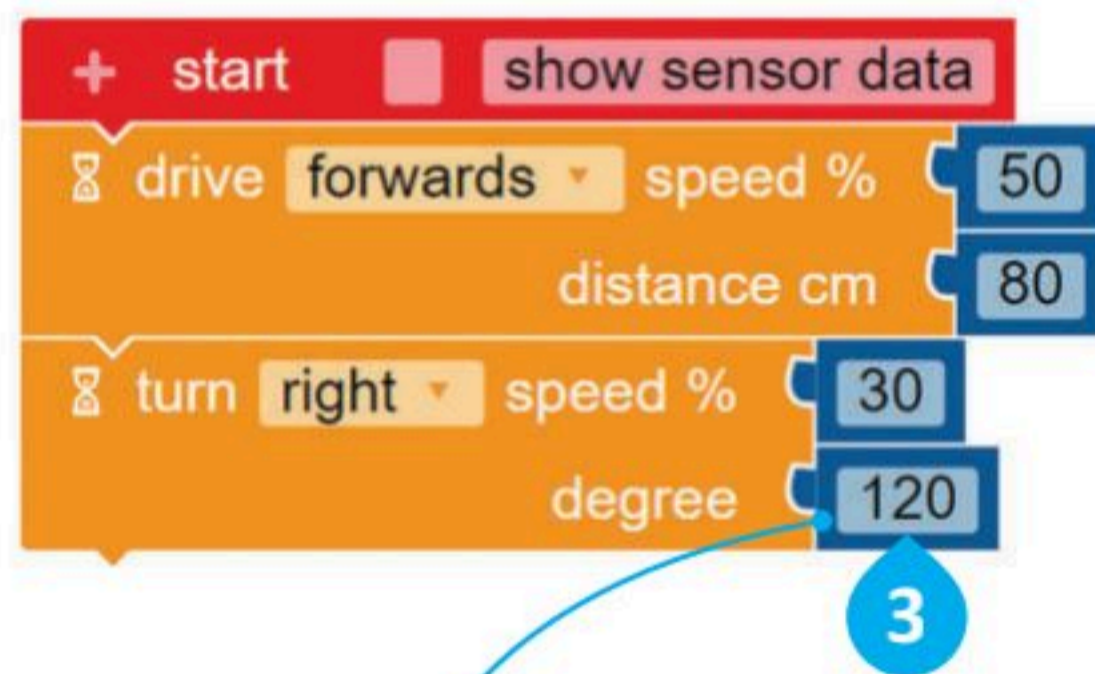 + start show sensor data
drive forwards speed % 50
distance cm 80
turn right speed % 30
degree 120
3